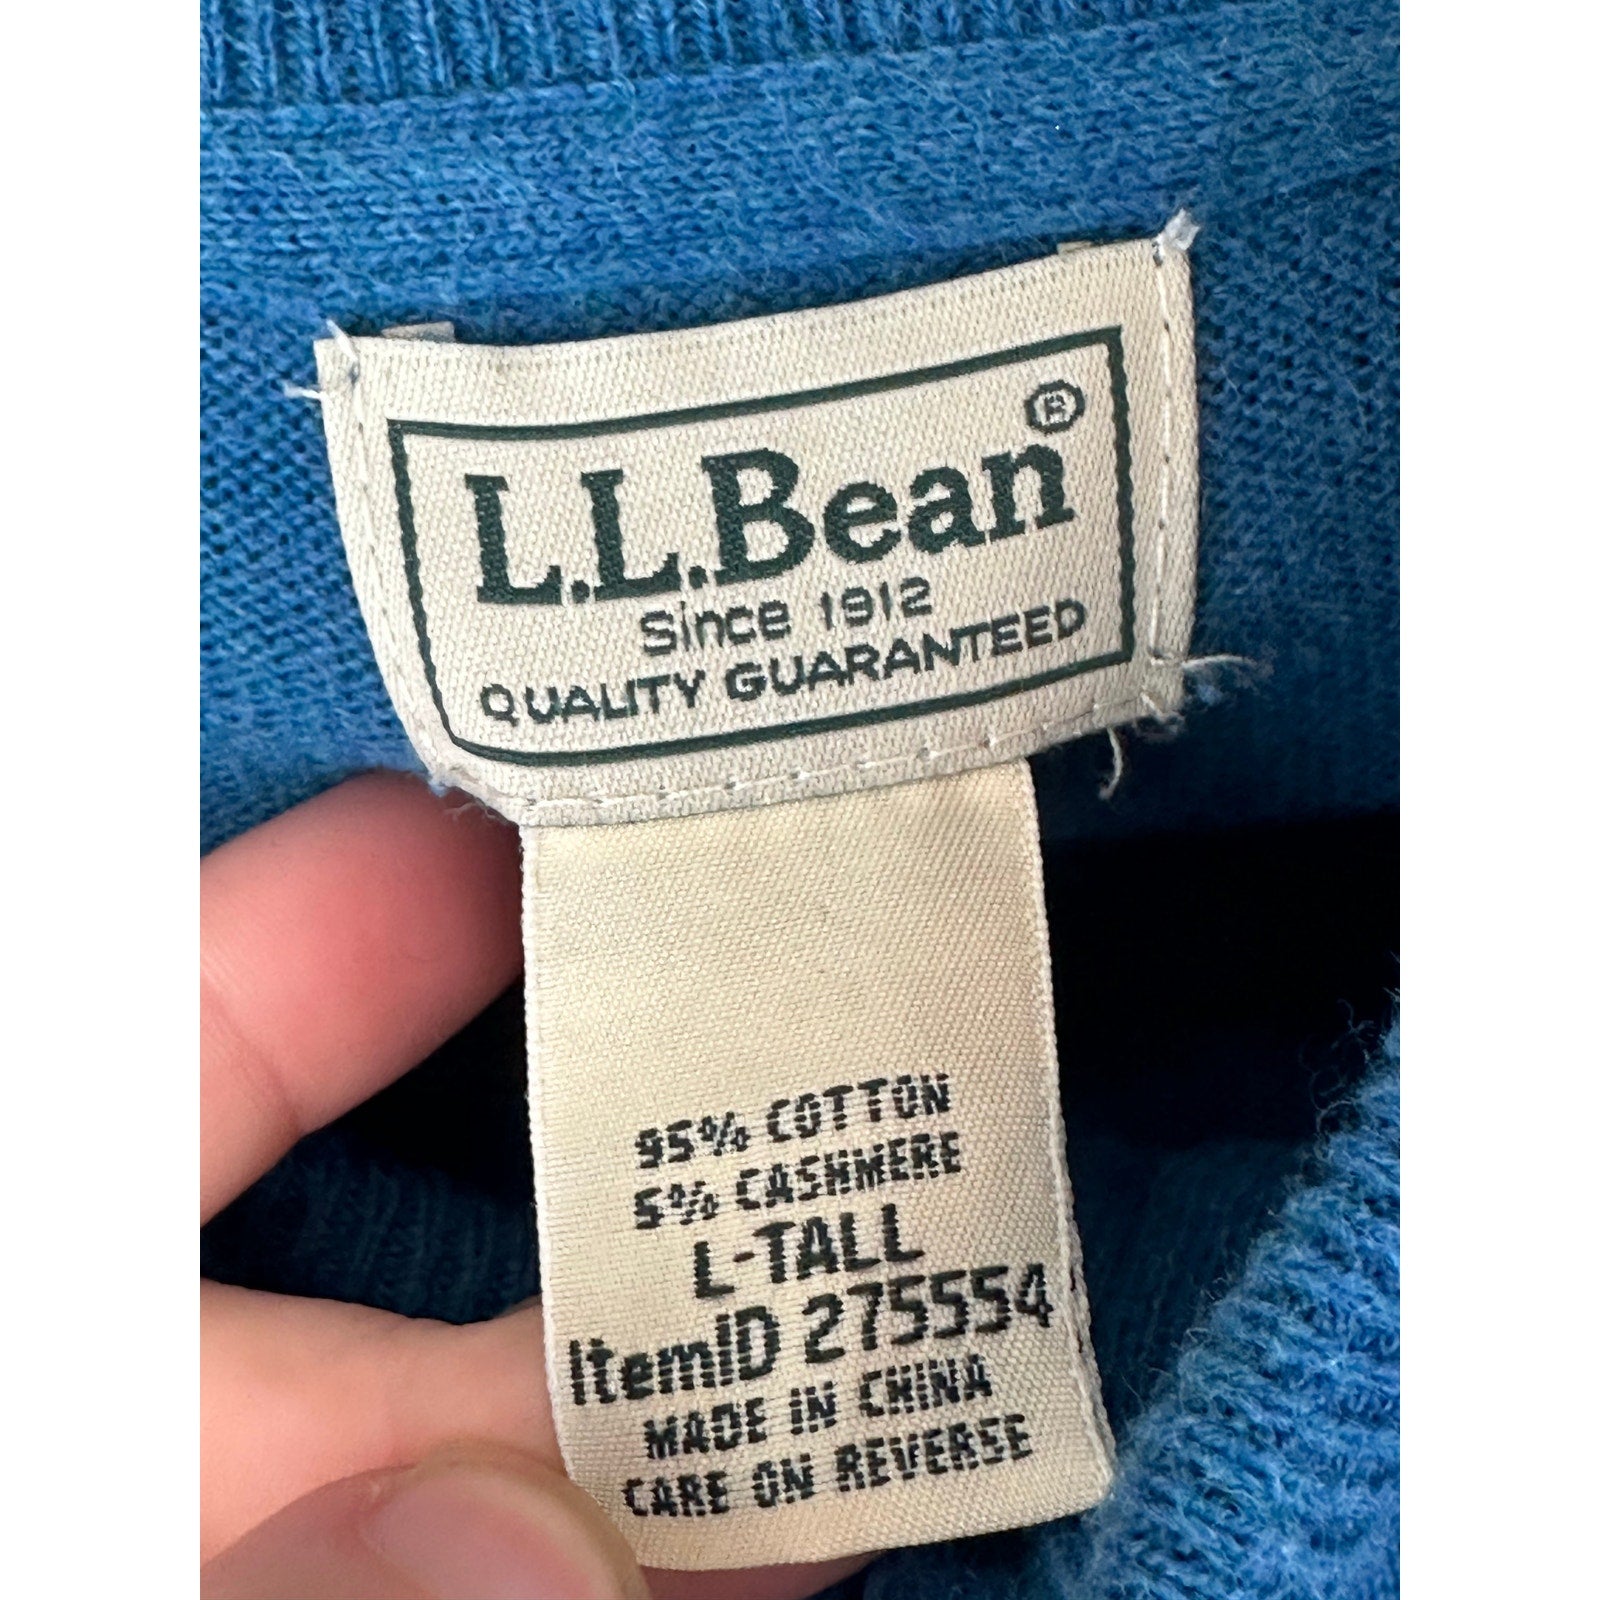 L.L.Bean®
Since 1912
QUALITY GUARANTEED
95% COTTON
5% CASHMERE
L-TALL
ItemID 275554
MADE IN CHINA
CARE ON REVERSE